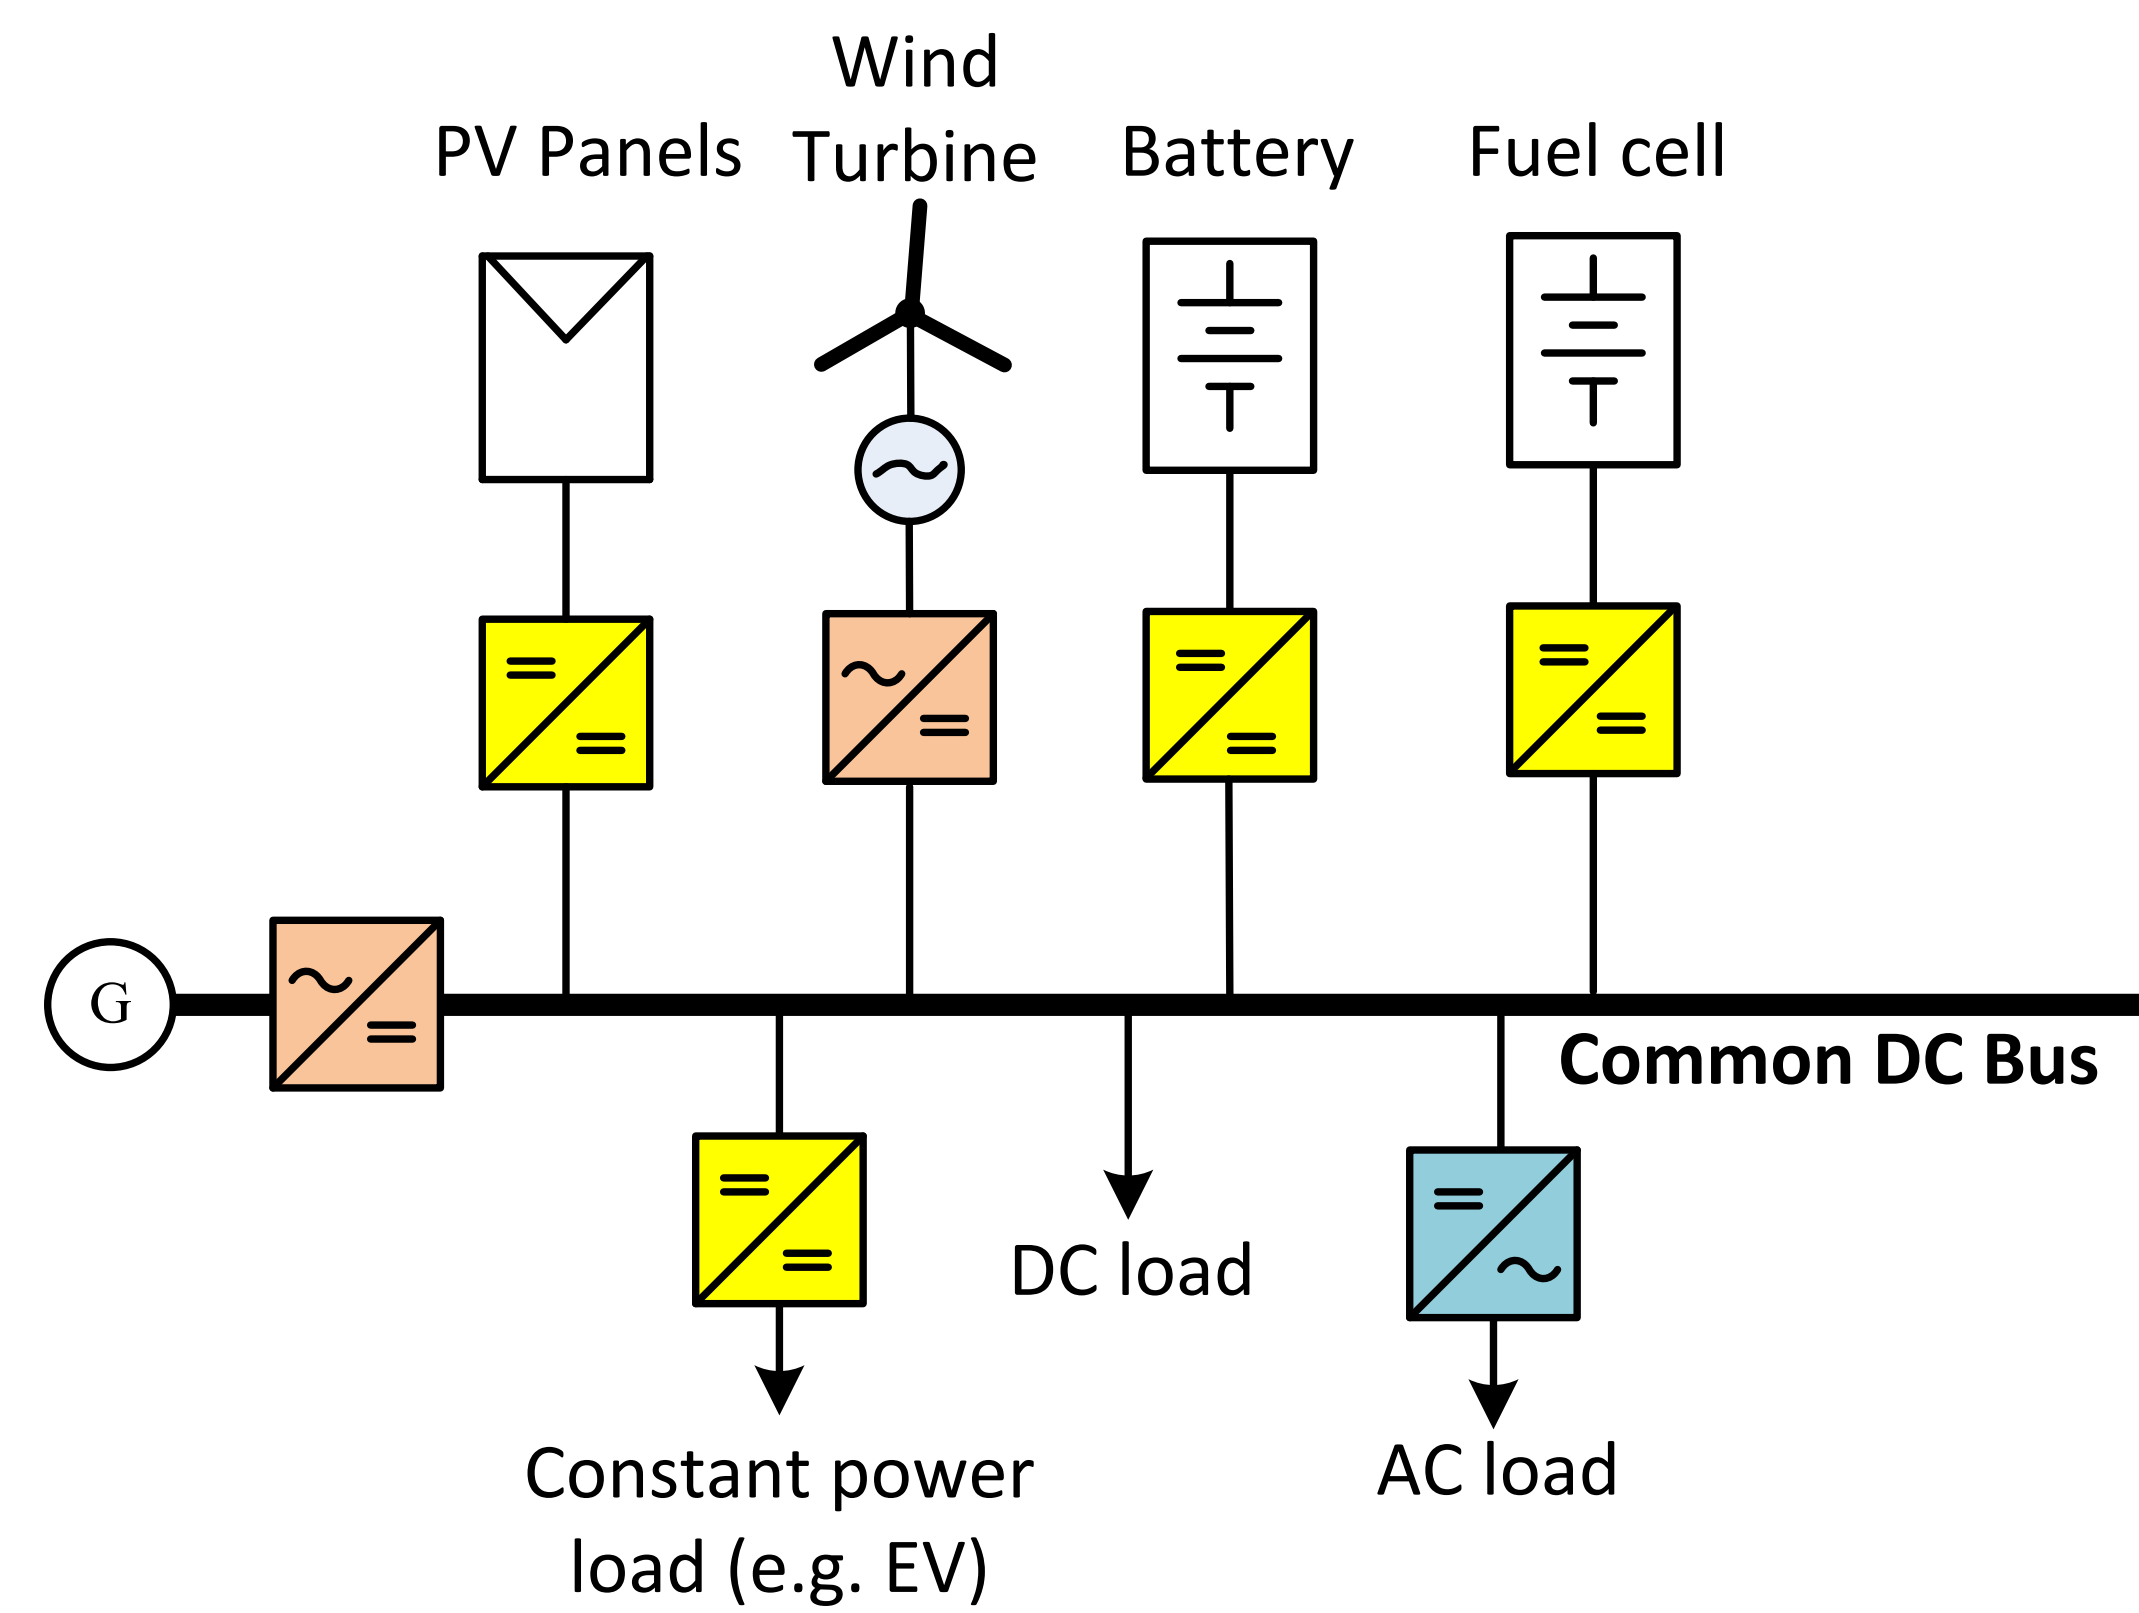 Wind
PV Panels Turbine Battery Fuel cell
G
Common DC Bus
DC load
Constant power
load (e.g. EV)
AC load